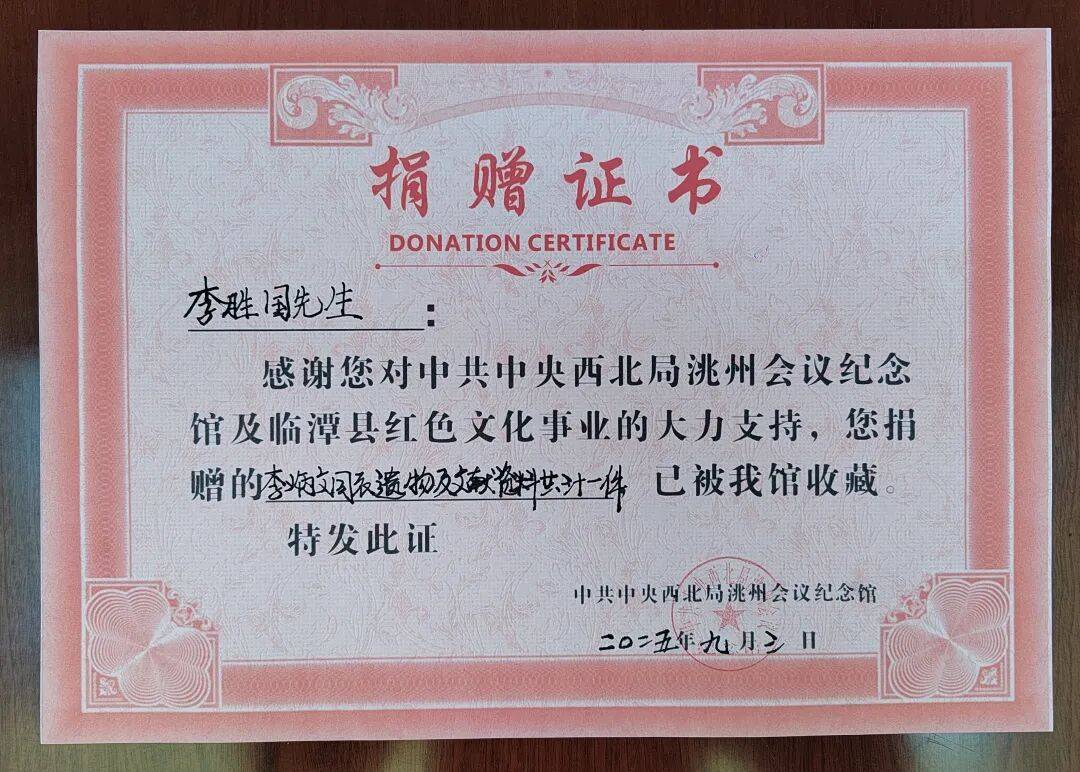 捐赠证书
DONATION CERTIFICATE
李胜国先生：
感谢您对中共中央西北局洮州会议纪念
馆及临潭县红色文化事业的大力支持，您捐
赠的李炳文同志遗物及文献资料共计一件 已被我馆收藏。
特发此证
中共中央西北局洮州会议纪念馆
二〇二五年九月三日